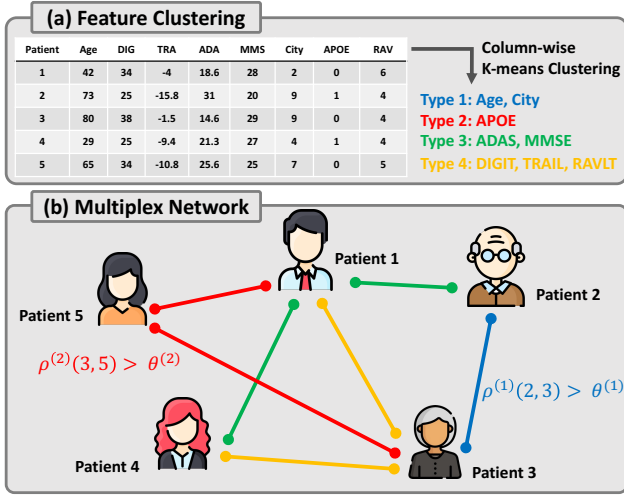 (a) Feature Clustering
Patient Age DIG TRA ADA MMS City APOE RAV
1 42 34 -4 18.6 28 2 0 6
2 73 25 -15.8 31 20 9 1 4
3 80 38 -1.5 14.6 29 9 0 4
4 29 25 -9.4 21.3 27 4 1 4
5 65 34 -10.8 25.6 25 7 0 5
Column-wise
K-means Clustering
Type 1: Age, City
Type 2: APOE
Type 3: ADAS, MMSE
Type 4: DIGIT, TRAIL, RAVLT
(b) Multiplex Network
Patient 1
Patient 2
Patient 5
ρ⁽²⁾(3,5) > θ⁽²⁾
ρ⁽¹⁾(2,3) > θ⁽¹⁾
Patient 4
Patient 3